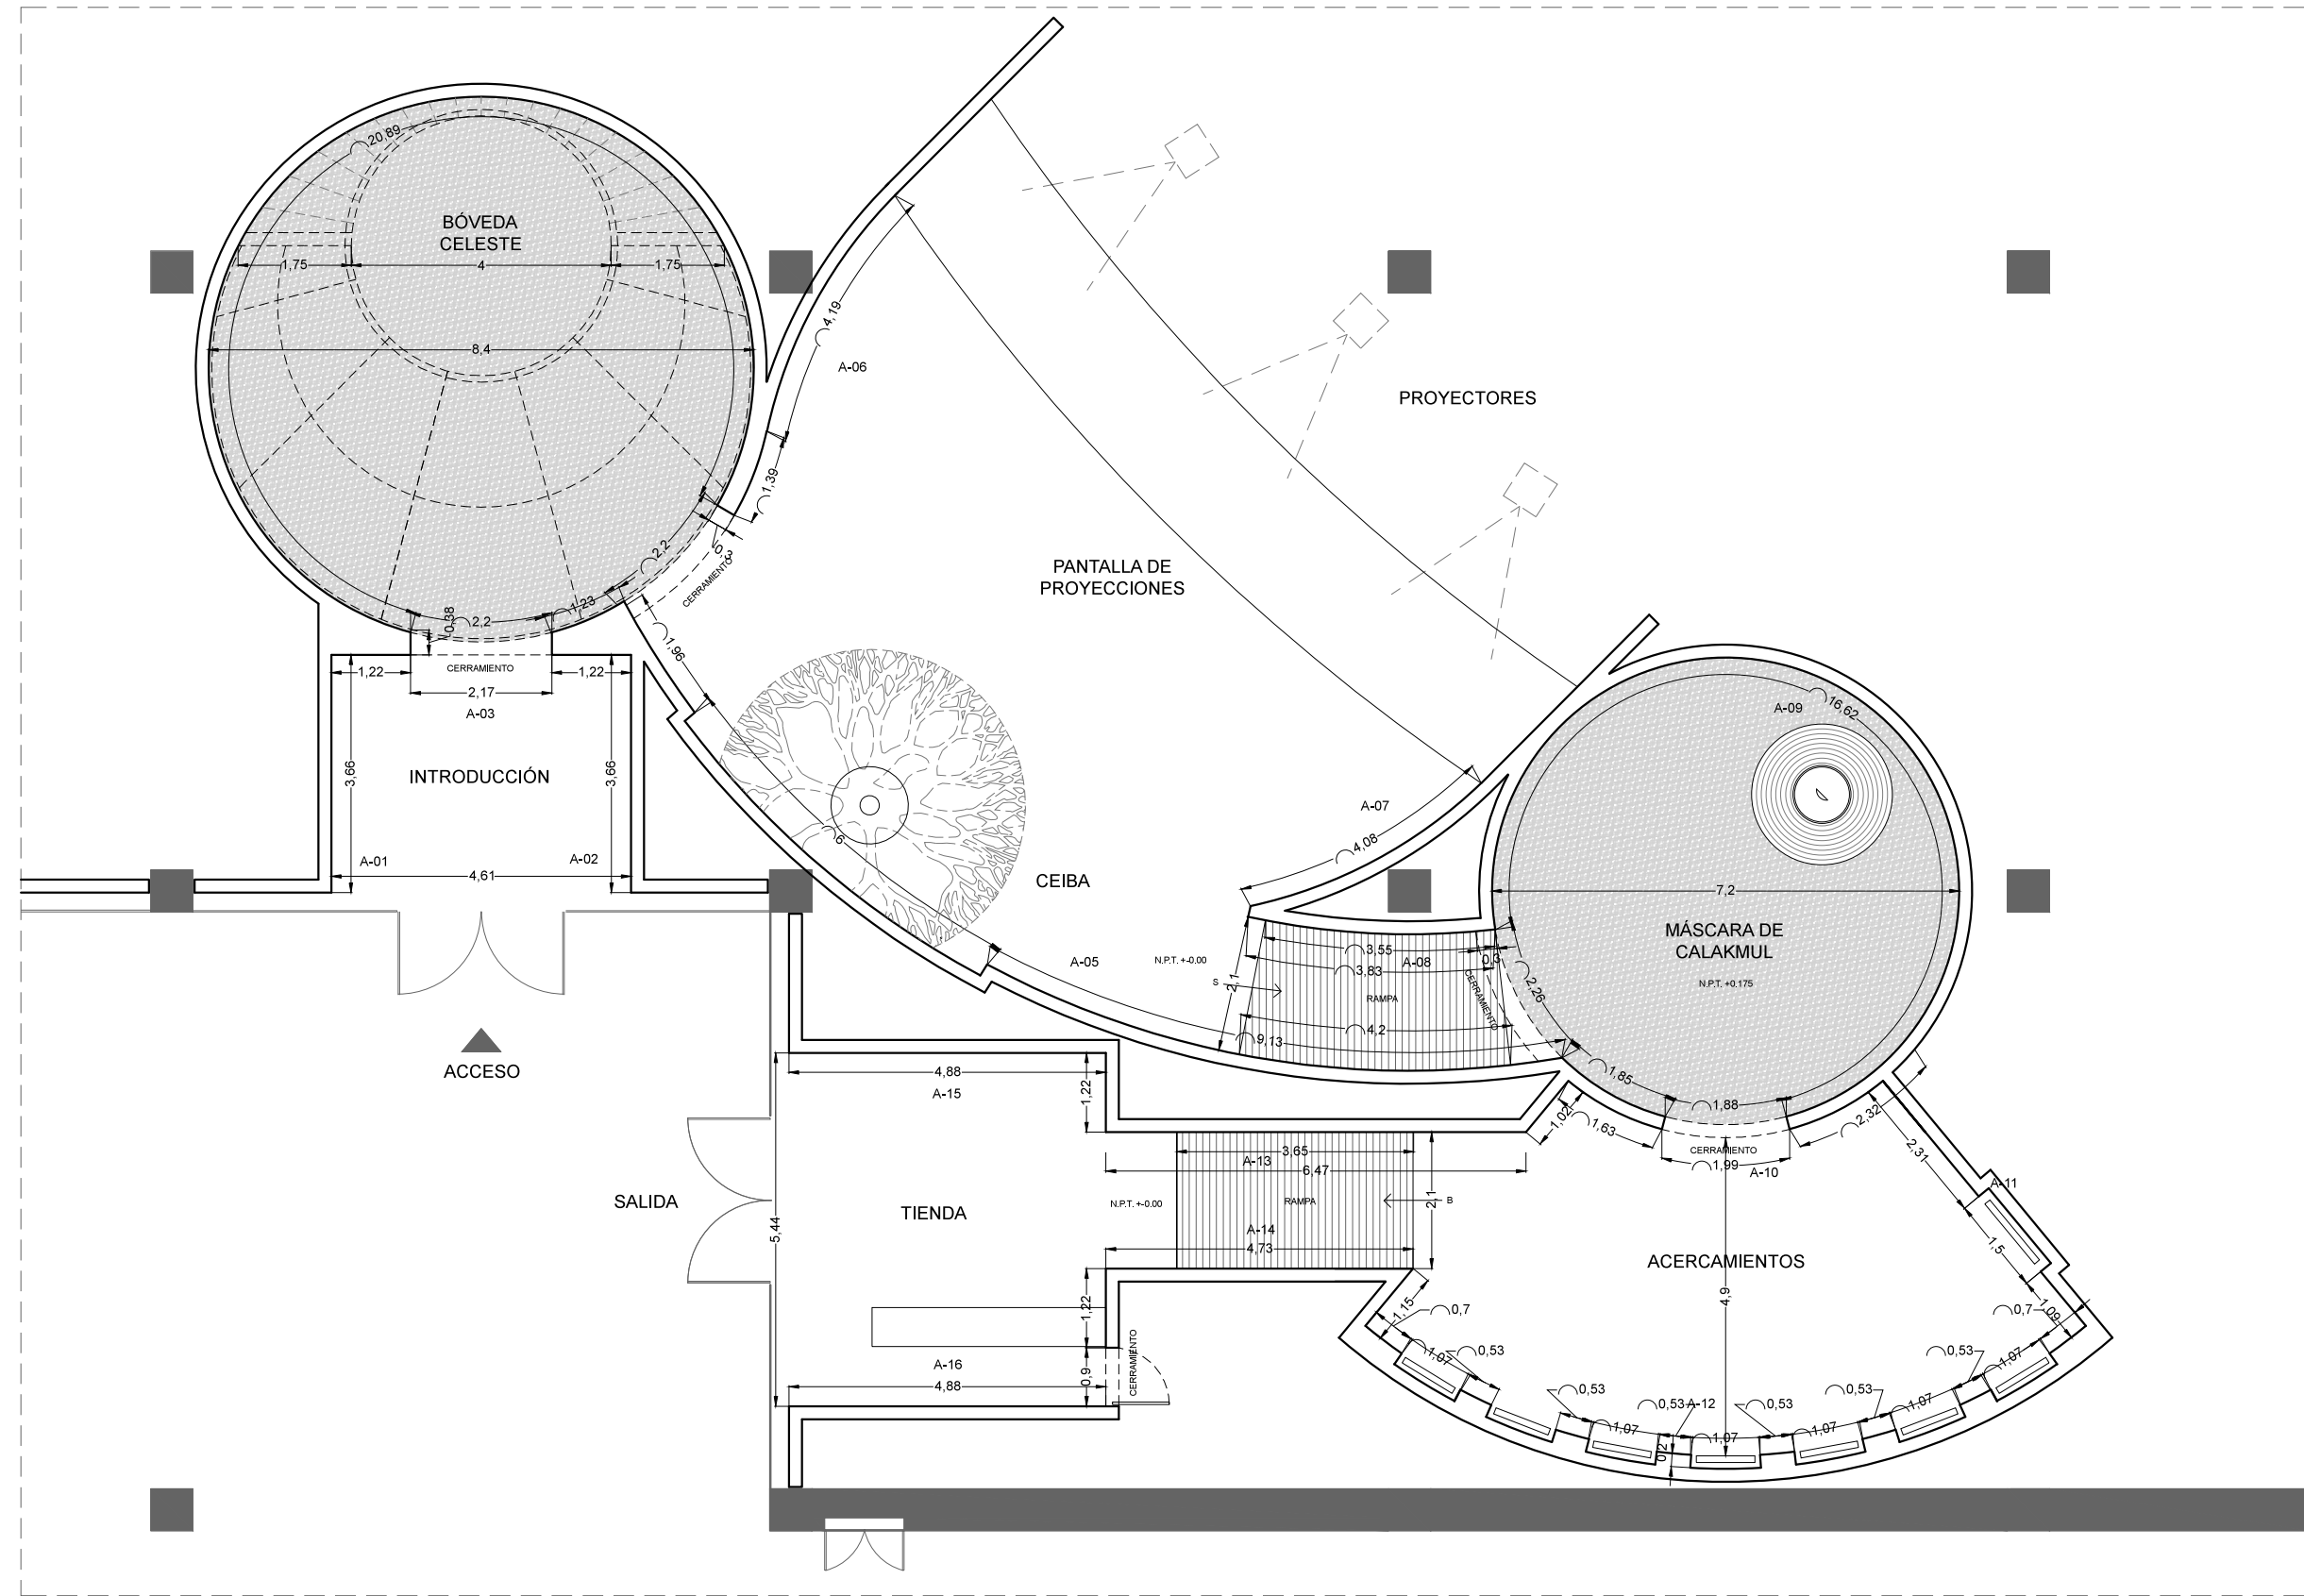 20,89
BÓVEDA
CELESTE
1,75
4
1,75
8,4
4,19
A-06
1,39
PROYECTORES
2,2
0,3
CERRAMIENTO
PANTALLA DE
PROYECCIONES
0,38
2,2
1,23
1,96
1,22
CERRAMIENTO
1,22
2,17
A-03
3,66
INTRODUCCIÓN
3,66
A-01
A-02
4,61
6
CEIBA
A-07
4,08
A-09
16,62
7,2
MÁSCARA DE
CALAKMUL
N.P.T. +0.175
A-05
N.P.T. +-0.00
3,55
A-08
0,3
3,83
2,1
S
RAMPA
CERRAMIENTO
2,26
4,2
9,13
ACCESO
4,88
A-15
1,22
1,85
1,88
1,02
1,63
2,32
CERRAMIENTO
1,99
A-10
2,31
A-11
3,65
A-13
6,47
SALIDA
TIENDA
N.P.T. +-0.00
RAMPA
2,1
B
5,44
A-14
4,73
ACERCAMIENTOS
1,5
4,9
1,22
1,15
0,7
0,7
1,09
A-16
4,88
0,9
CERRAMIENTO
1,07
0,53
0,53
1,07
0,53
0,53
A-12
0,53
0,53
1,07
1,07
1,07
1,07
0,2